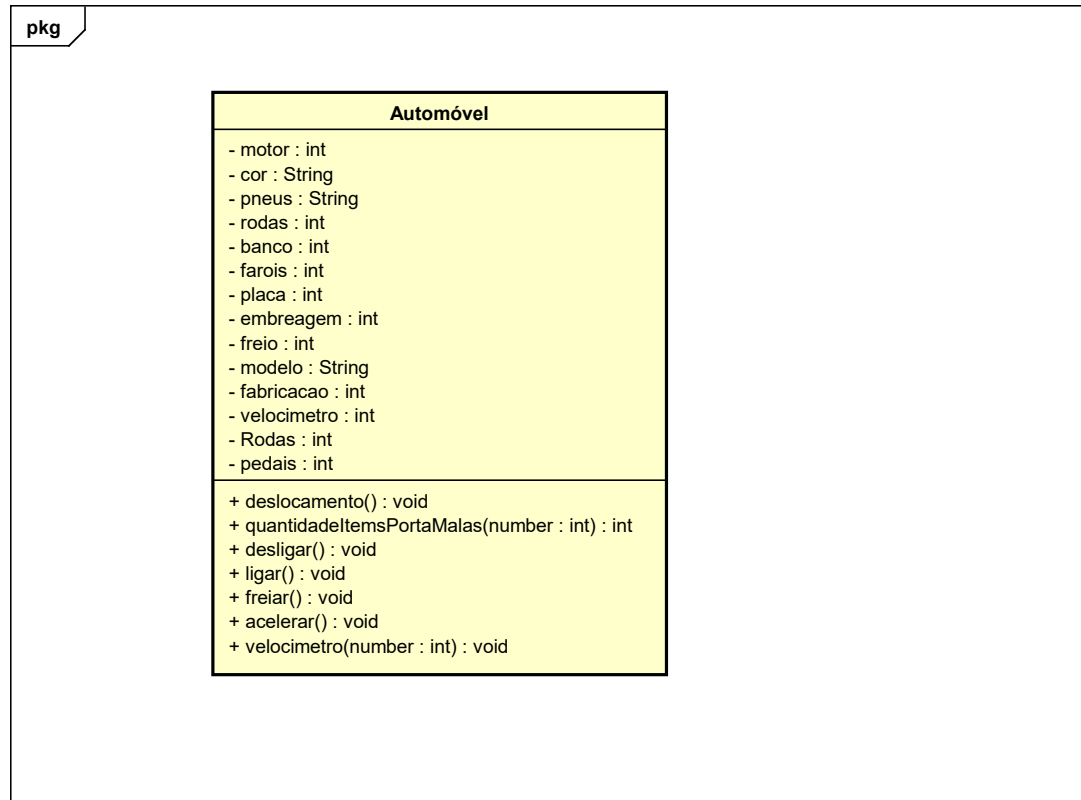 pkg
Automóvel
- motor : int
- cor : String
- pneus : String
- rodas : int
- banco : int
- farois : int
- placa : int
- embreagem : int
- freio : int
- modelo : String
- fabricacao : int
- velocimetro : int
- Rodas : int
- pedais : int
+ deslocamento() : void
+ quantidadeItemsPortaMalas(number : int) : int
+ desligar() : void
+ ligar() : void
+ freiar() : void
+ acelerar() : void
+ velocimetro(number : int) : void